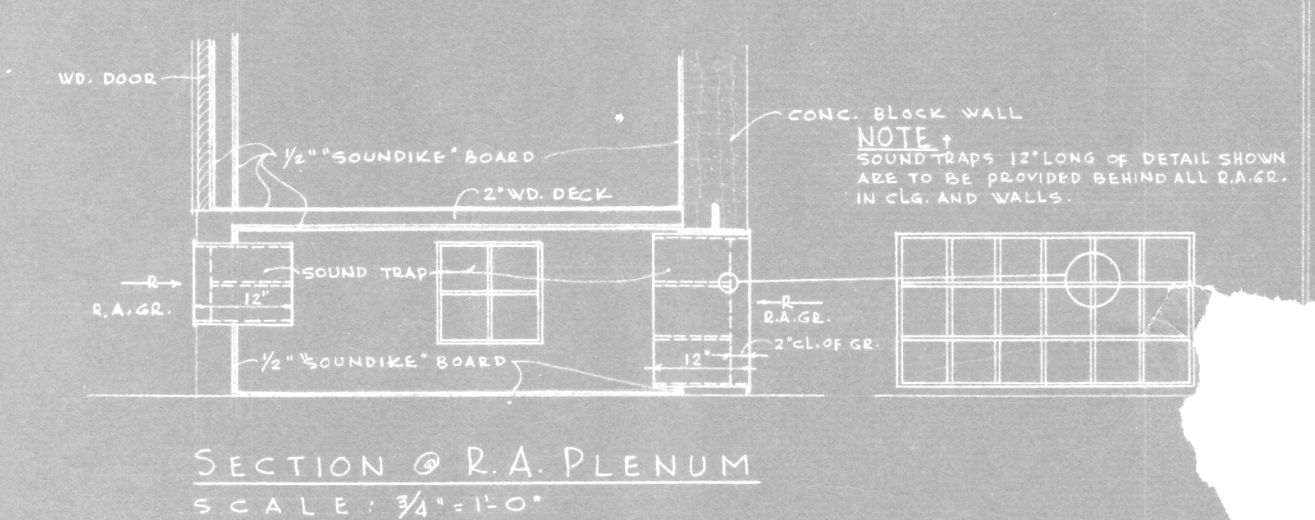 WD. DOOR
CONC. BLOCK WALL
NOTE
SOUND TRAPS 12" LONG OF DETAIL SHOWN
ARE TO BE PROVIDED BEHIND ALL R.A.GR.
IN CLG. AND WALLS.
1/2" "SOUNDIKE" BOARD
2" WD. DECK
SOUND TRAP
R
R.A.GR.
12"
R
R.A.GR.
2" CL. OF GR.
12"
1/2" "SOUNDIKE" BOARD
SECTION @ R.A. PLENUM
SCALE: 3/4" = 1'-0"